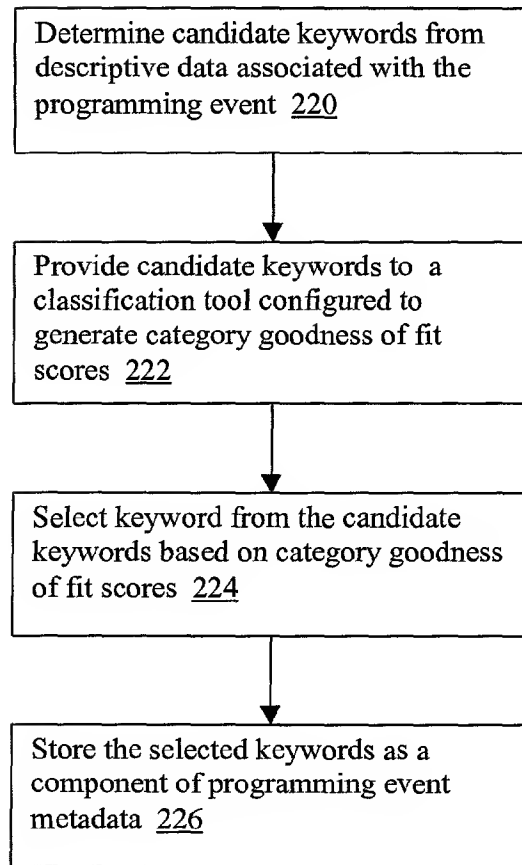 Determine candidate keywords from
descriptive data associated with the
programming event 220
Provide candidate keywords to a
classification tool configured to
generate category goodness of fit
scores 222
Select keyword from the candidate
keywords based on category goodness
of fit scores 224
Store the selected keywords as a
component of programming event
metadata 226